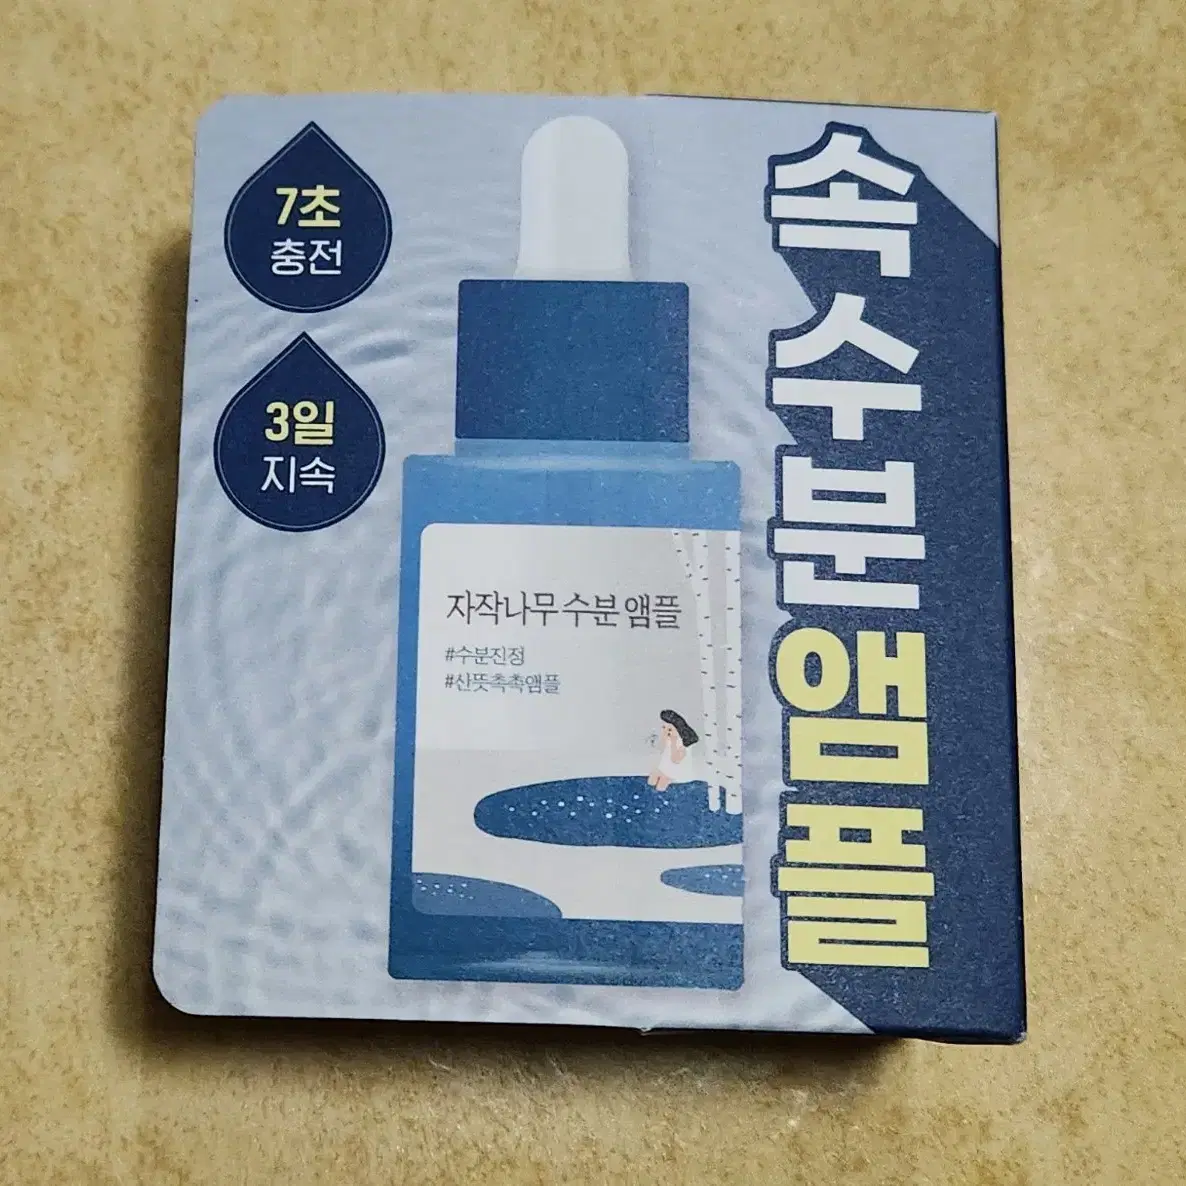 7초
충전
3일
지속
자작나무 수분 앰플
#수분진정
#산뜻촉촉앰플
속수분앰플